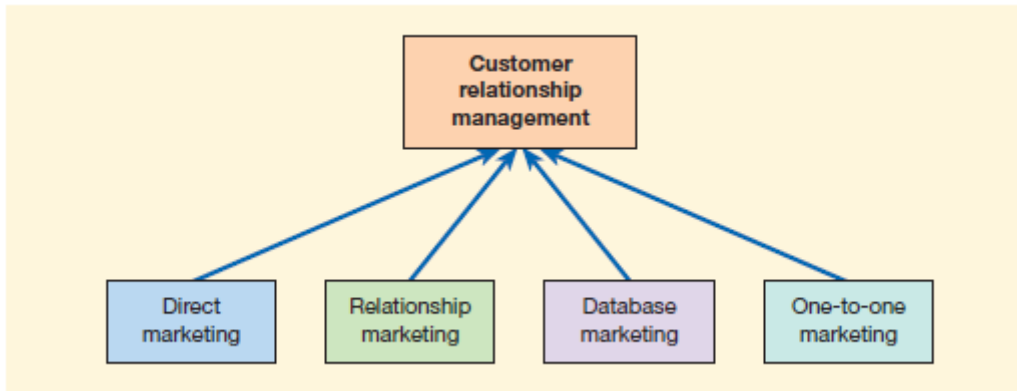 Customer
relationship
management
Direct
marketing
Relationship
marketing
Database
marketing
One-to-one
marketing